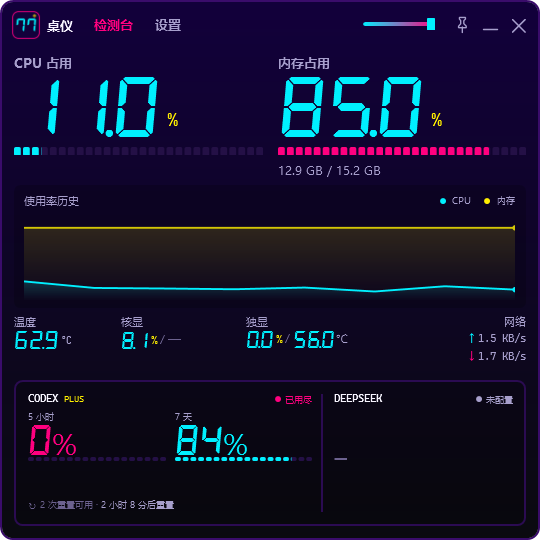 桌仪 检测台 设置
CPU 占用 内存占用
11.0 % 85.0 %
12.9 GB / 15.2 GB
使用率历史 CPU 内存
温度 核显 独显 网络
62.9 °C 8.1 % / — 0.0 % / 56.0 °C ↑ 1.5 KB/s
↓ 1.7 KB/s
CODEX PLUS 已用尽 DEEPSEEK 未配置
5 小时 7 天
0% 84% —
↻ 2 次重置可用 · 2 小时 8 分后重置